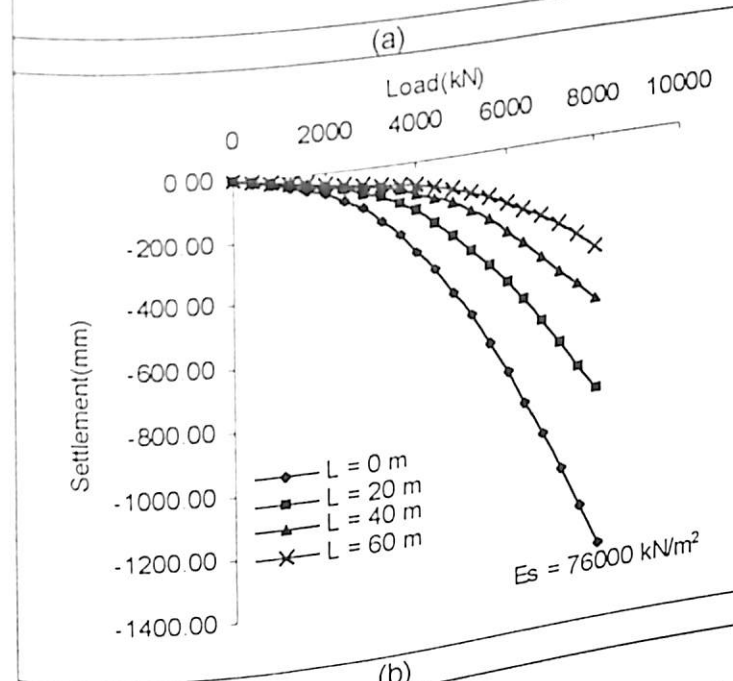 (a)
Load(kN)
0 2000 4000 6000 8000 10000
0.00
-200.00
-400.00
-600.00
-800.00
-1000.00
-1200.00
-1400.00
Settlement(mm)
L = 0 m
L = 20 m
L = 40 m
L = 60 m
Es = 76000 kN/m²
(b)